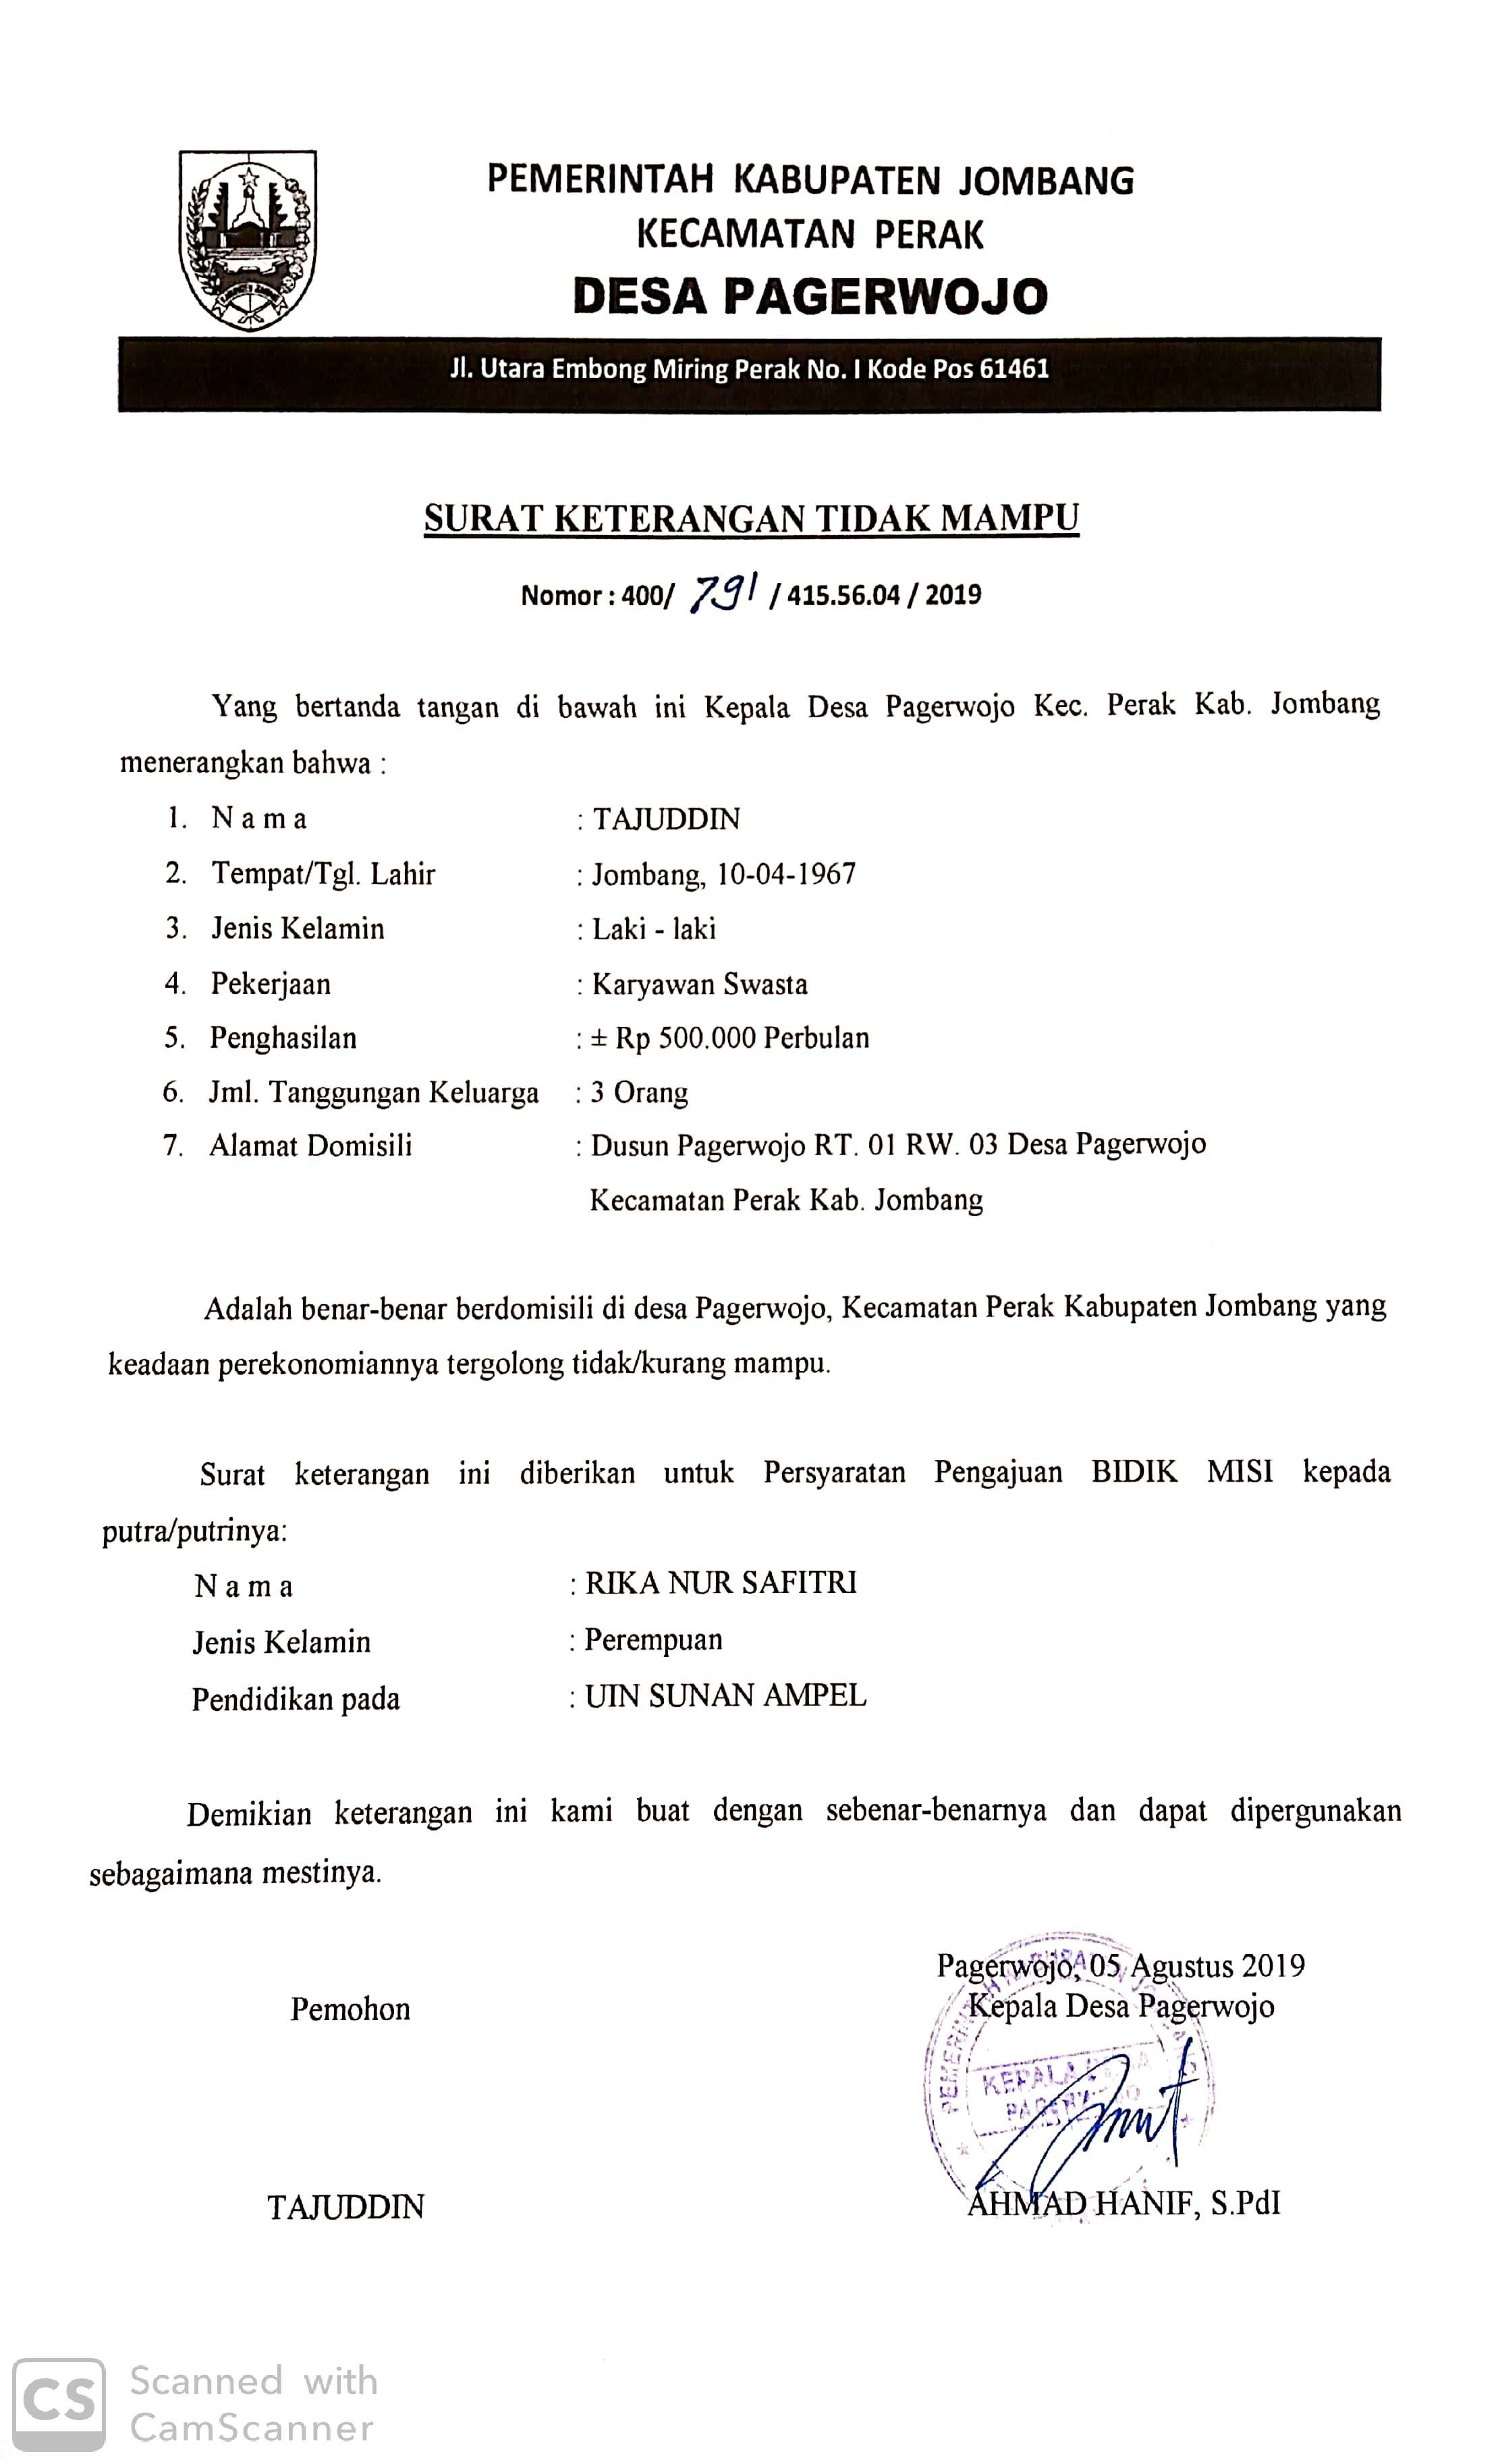 PEMERINTAH KABUPATEN JOMBANG
KECAMATAN PERAK
DESA PAGERWOJO
Jl. Utara Embong Miring Perak No. I Kode Pos 61461
SURAT KETERANGAN TIDAK MAMPU
Nomor : 400/ 791 / 415.56.04 / 2019
Yang bertanda tangan di bawah ini Kepala Desa Pagerwojo Kec. Perak Kab. Jombang
menerangkan bahwa :
1. N a m a : TAJUDDIN
2. Tempat/Tgl. Lahir : Jombang, 10-04-1967
3. Jenis Kelamin : Laki - laki
4. Pekerjaan : Karyawan Swasta
5. Penghasilan : ± Rp 500.000 Perbulan
6. Jml. Tanggungan Keluarga : 3 Orang
7. Alamat Domisili : Dusun Pagerwojo RT. 01 RW. 03 Desa Pagerwojo
Kecamatan Perak Kab. Jombang
Adalah benar-benar berdomisili di desa Pagerwojo, Kecamatan Perak Kabupaten Jombang yang
keadaan perekonomiannya tergolong tidak/kurang mampu.
Surat keterangan ini diberikan untuk Persyaratan Pengajuan BIDIK MISI kepada
putra/putrinya:
N a m a : RIKA NUR SAFITRI
Jenis Kelamin : Perempuan
Pendidikan pada : UIN SUNAN AMPEL
Demikian keterangan ini kami buat dengan sebenar-benarnya dan dapat dipergunakan
sebagaimana mestinya.
Pagerwojo, 05 Agustus 2019
Pemohon
Kepala Desa Pagerwojo
KEPALA
TAJUDDIN
AHMAD HANIF, S.PdI
CS Scanned with
CamScanner